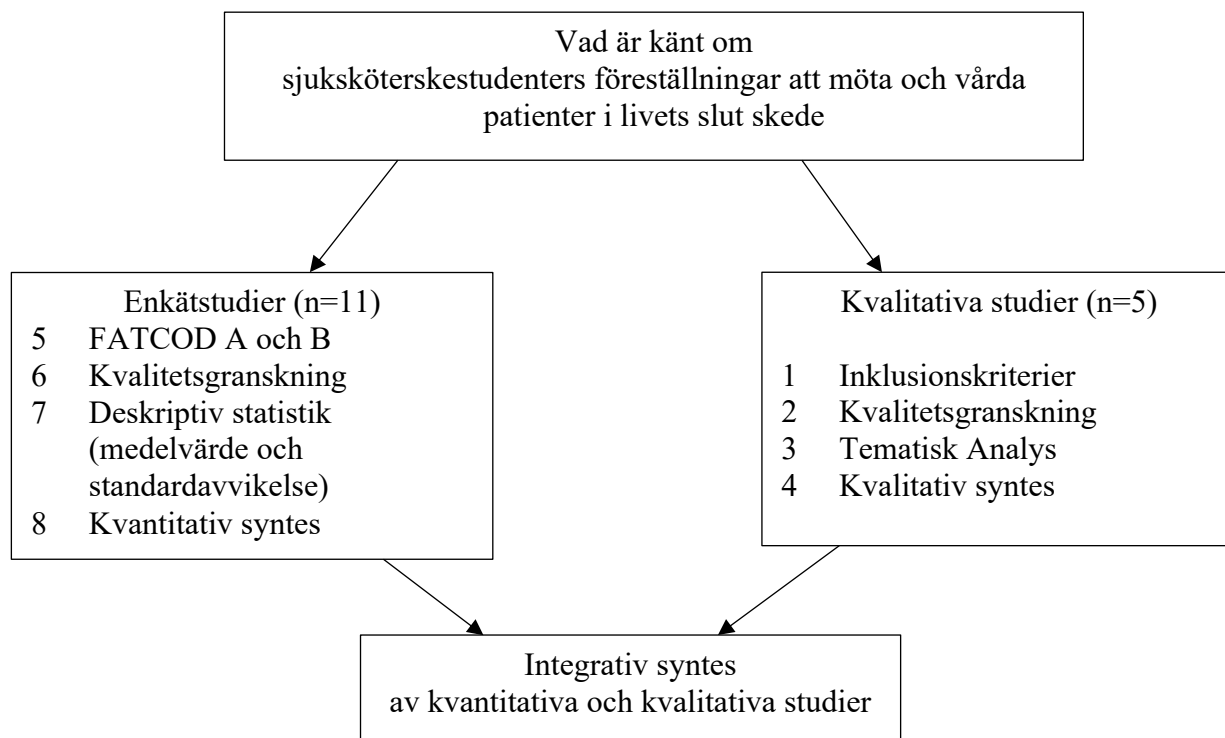 Vad är känt om
sjuksköterskestudenters föreställningar att möta och vårda
patienter i livets slut skede
Enkätstudier (n=11)
5 FATCOD A och B
6 Kvalitetsgranskning
7 Deskriptiv statistik
(medelvärde och
standardavvikelse)
8 Kvantitativ syntes
Kvalitativa studier (n=5)
1 Inklusionskriterier
2 Kvalitetsgranskning
3 Tematisk Analys
4 Kvalitativ syntes
Integrativ syntes
av kvantitativa och kvalitativa studier